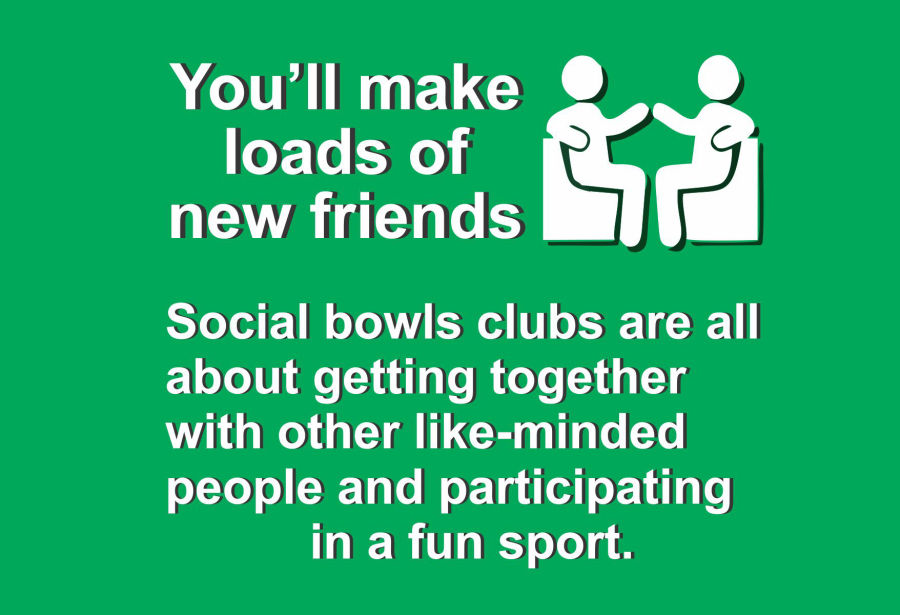 You’ll make
loads of
new friends
Social bowls clubs are all
about getting together
with other like-minded
people and participating
in a fun sport.